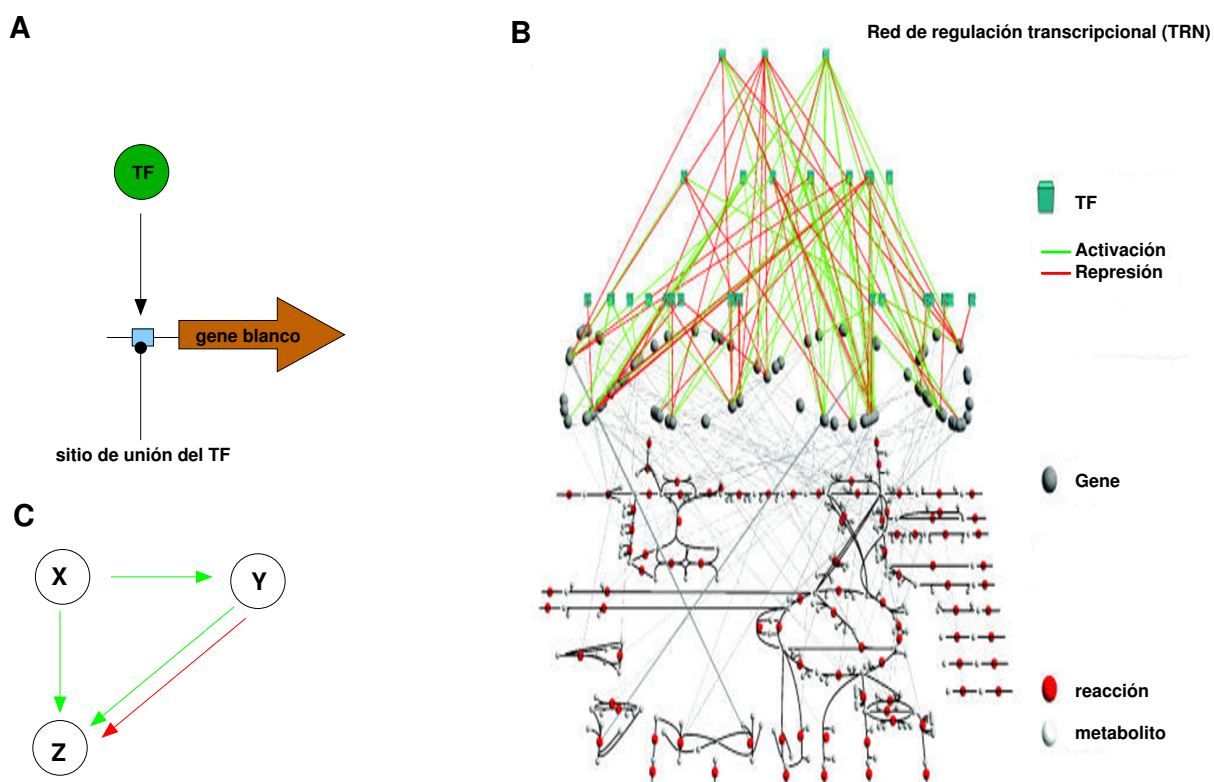 A
TF
gene blanco
sitio de unión del TF
B
Red de regulación transcripcional (TRN)
TF
Activación
Represión
Gene
reacción
metabolito
C
X
Y
Z